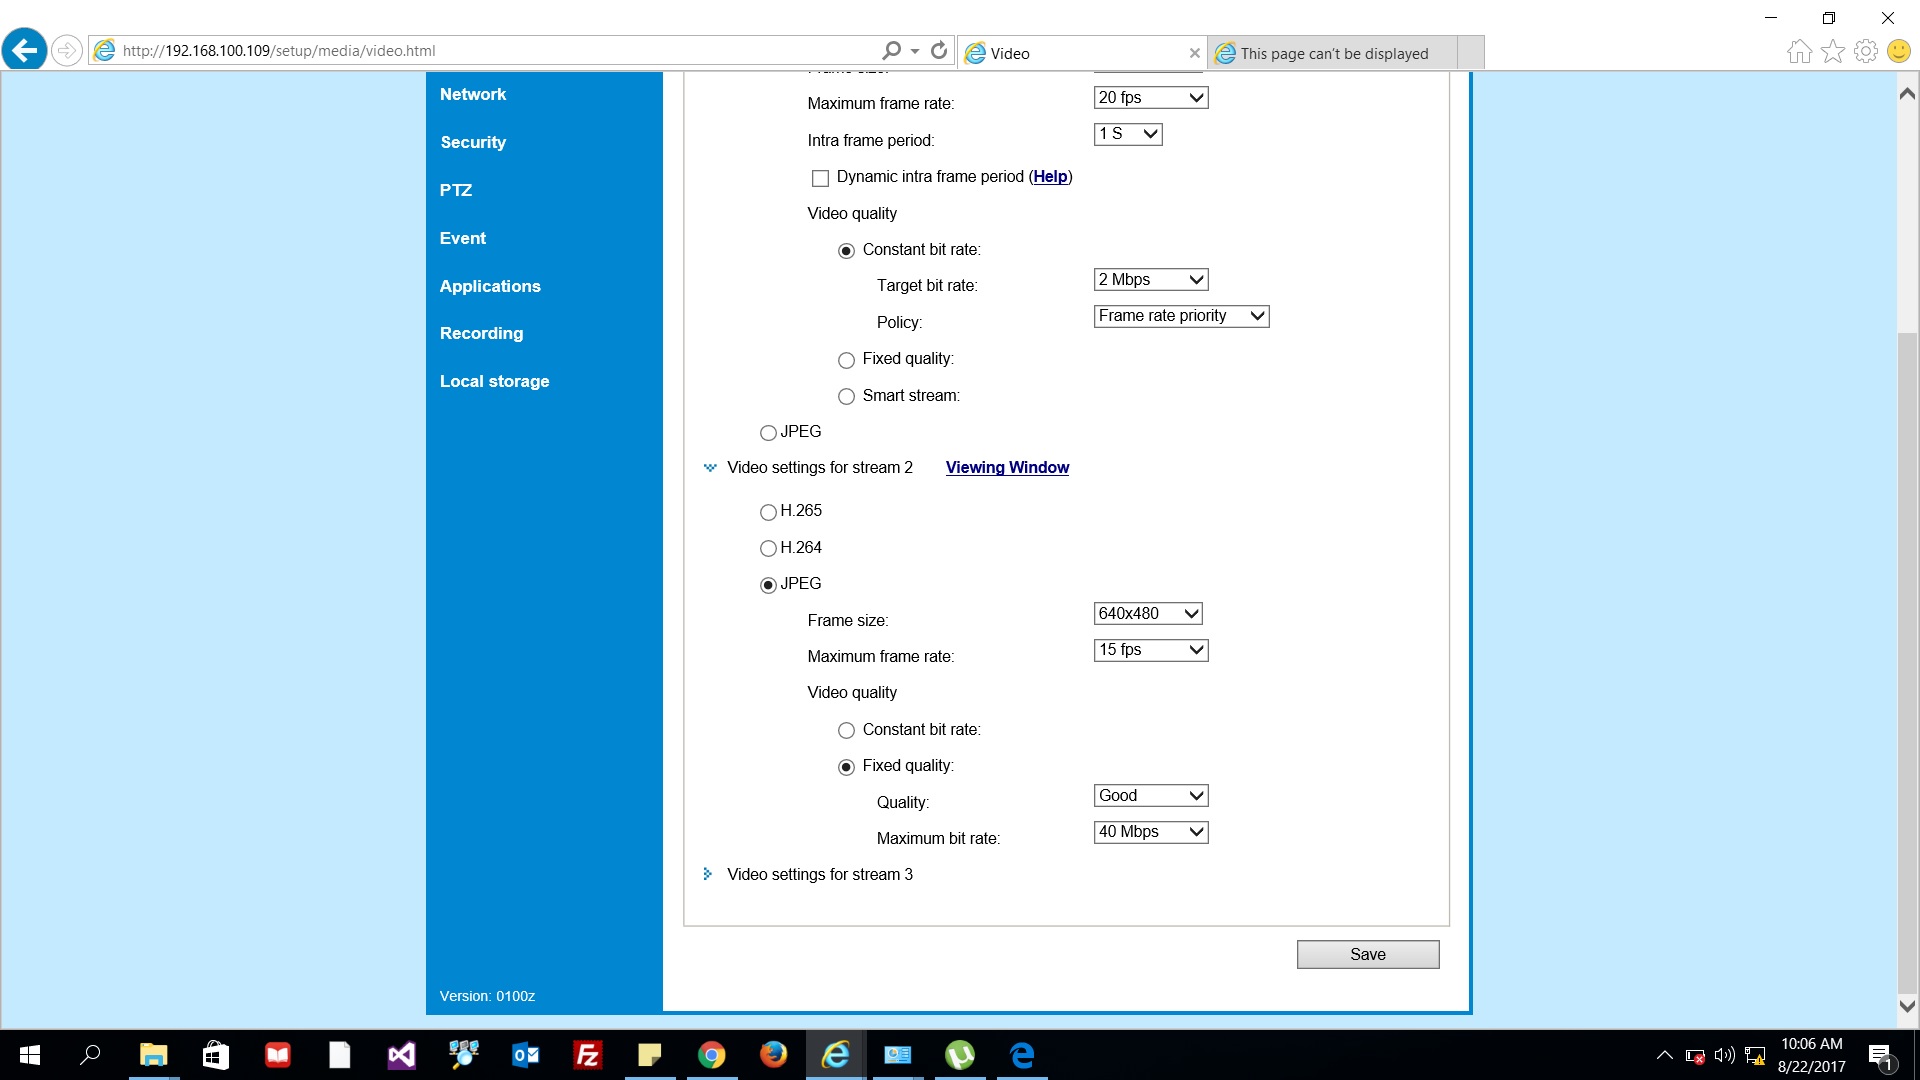 http://192.168.100.109/setup/media/video.html
Video
This page can't be displayed
Network
Security
PTZ
Event
Applications
Recording
Local storage
Version: 0100z
Maximum frame rate: 20 fps
Intra frame period: 1 S
Dynamic intra frame period (Help)
Video quality
Constant bit rate:
Target bit rate: 2 Mbps
Policy: Frame rate priority
Fixed quality:
Smart stream:
JPEG
Video settings for stream 2 Viewing Window
H.265
H.264
JPEG
Frame size: 640x480
Maximum frame rate: 15 fps
Video quality
Constant bit rate:
Fixed quality:
Quality: Good
Maximum bit rate: 40 Mbps
Video settings for stream 3
Save
10:06 AM
8/22/2017
1